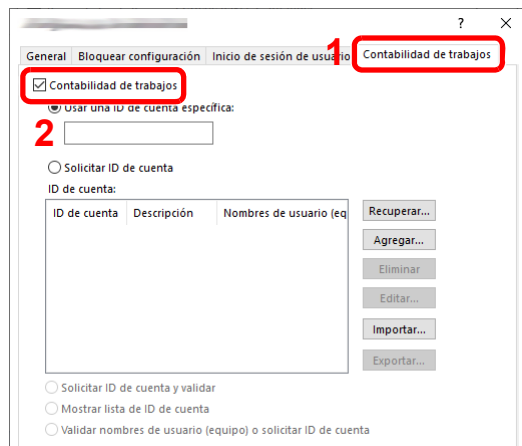 ?
General Bloquear configuración Inicio de sesión de usuario 1 Contabilidad de trabajos
Contabilidad de trabajos
Usar una ID de cuenta específica:
2
Solicitar ID de cuenta
ID de cuenta:
ID de cuenta Descripción Nombres de usuario (eq
Recuperar...
Agregar...
Eliminar
Editar...
Importar...
Exportar...
Solicitar ID de cuenta y validar
Mostrar lista de ID de cuenta
Validar nombres de usuario (equipo) o solicitar ID de cuenta